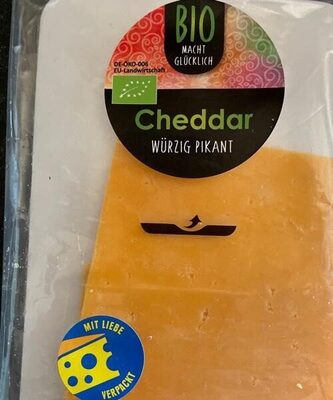 BIO
MACHT
GLÜCKLICH
DE-ÖKO-006
EU-Landwirtschaft
Cheddar
WÜRZIG PIKANT
MIT LIEBE
VERPACKT